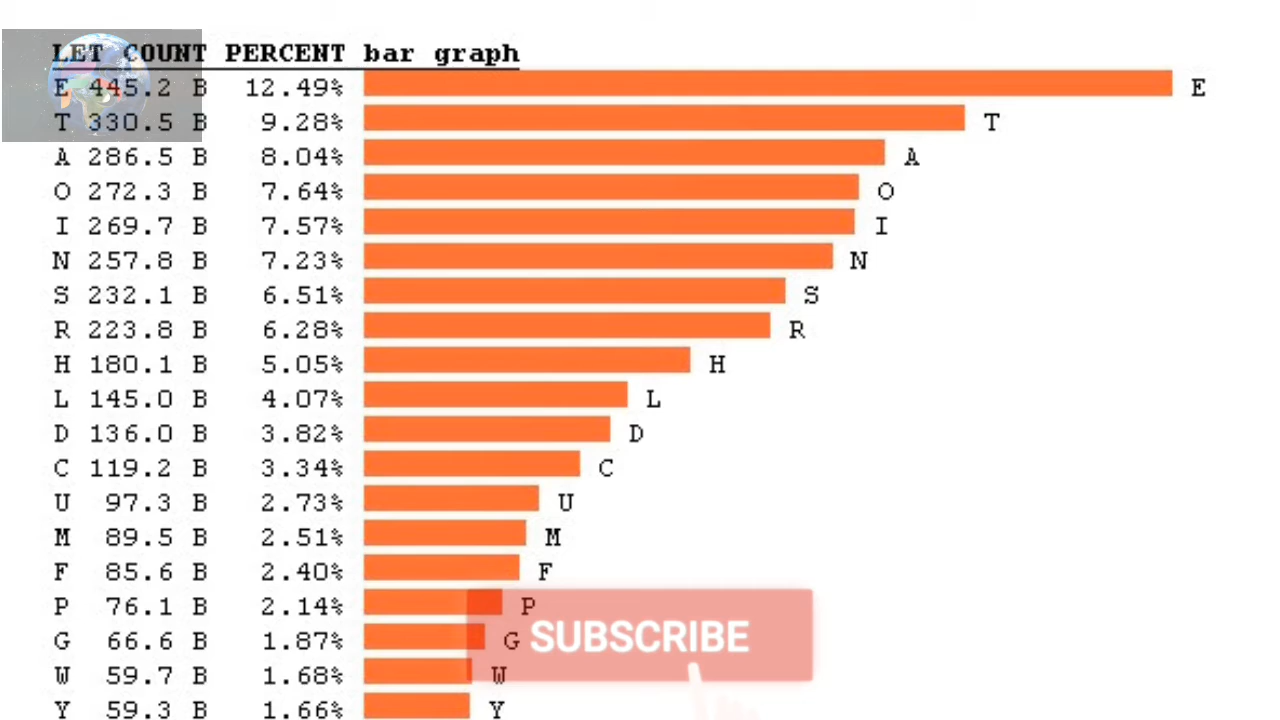 LET COUNT PERCENT bar graph
E 445.2 B 12.49% E
T 330.5 B 9.28% T
A 286.5 B 8.04% A
O 272.3 B 7.64% O
I 269.7 B 7.57% I
N 257.8 B 7.23% N
S 232.1 B 6.51% S
R 223.8 B 6.28% R
H 180.1 B 5.05% H
L 145.0 B 4.07% L
D 136.0 B 3.82% D
C 119.2 B 3.34% C
U 97.3 B 2.73% U
M 89.5 B 2.51% M
F 85.6 B 2.40% F
P 76.1 B 2.14% P
G 66.6 B 1.87% G
SUBSCRIBE
W 59.7 B 1.68% W
Y 59.3 B 1.66% Y